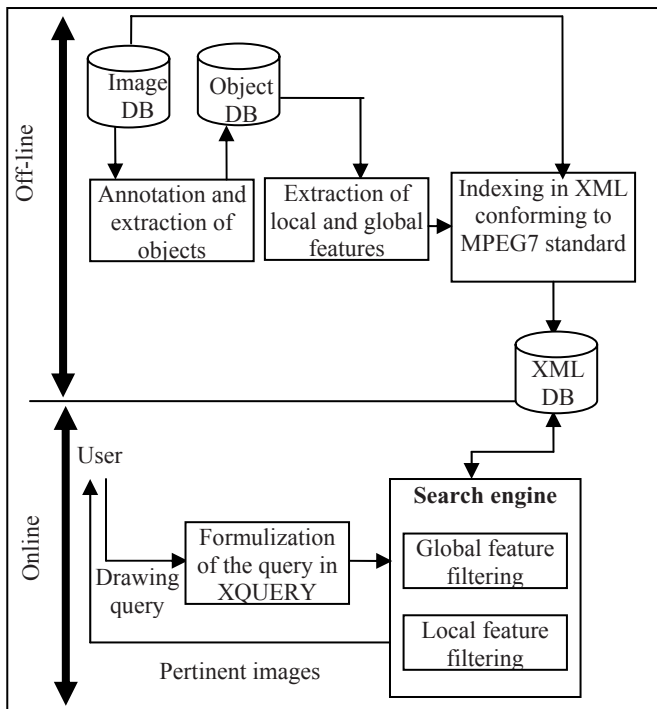 Off-line
Image
DB
Object
DB
Annotation and
extraction of
objects
Extraction of
local and global
features
Indexing in XML
conforming to
MPEG7 standard
XML
DB
Online
User
Drawing
query
Formulization
of the query in
XQUERY
Search engine
Global feature
filtering
Local feature
filtering
Pertinent images